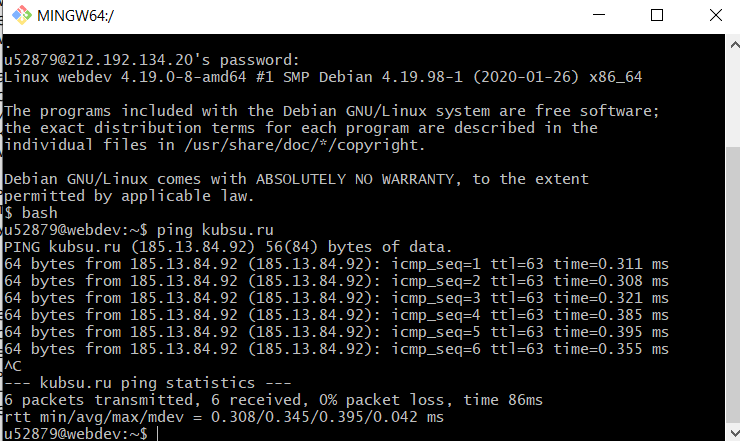 MINGW64:/
.
u52879@212.192.134.20's password:
Linux webdev 4.19.0-8-amd64 #1 SMP Debian 4.19.98-1 (2020-01-26) x86_64
The programs included with the Debian GNU/Linux system are free software;
the exact distribution terms for each program are described in the
individual files in /usr/share/doc/*/copyright.
Debian GNU/Linux comes with ABSOLUTELY NO WARRANTY, to the extent
permitted by applicable law.
$ bash
u52879@webdev:~$ ping kubsu.ru
PING kubsu.ru (185.13.84.92) 56(84) bytes of data.
64 bytes from 185.13.84.92 (185.13.84.92): icmp_seq=1 ttl=63 time=0.311 ms
64 bytes from 185.13.84.92 (185.13.84.92): icmp_seq=2 ttl=63 time=0.308 ms
64 bytes from 185.13.84.92 (185.13.84.92): icmp_seq=3 ttl=63 time=0.321 ms
64 bytes from 185.13.84.92 (185.13.84.92): icmp_seq=4 ttl=63 time=0.385 ms
64 bytes from 185.13.84.92 (185.13.84.92): icmp_seq=5 ttl=63 time=0.395 ms
64 bytes from 185.13.84.92 (185.13.84.92): icmp_seq=6 ttl=63 time=0.355 ms
^C
--- kubsu.ru ping statistics ---
6 packets transmitted, 6 received, 0% packet loss, time 86ms
rtt min/avg/max/mdev = 0.308/0.345/0.395/0.042 ms
u52879@webdev:~$